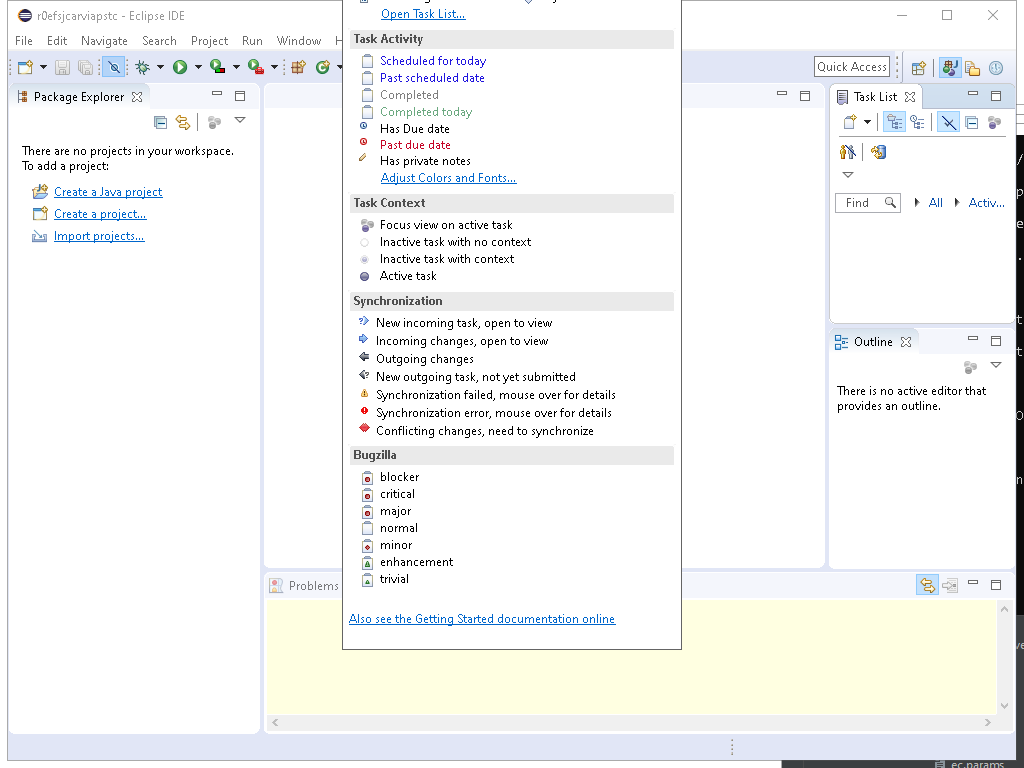 r0efsjcarviapstc - Eclipse IDE
File Edit Navigate Search Project Run Window H
Quick Access
Package Explorer
There are no projects in your workspace.
To add a project:
Create a Java project
Create a project...
Import projects...
Open Task List...
Task Activity
Scheduled for today
Past scheduled date
Completed
Completed today
Has Due date
Past due date
Has private notes
Adjust Colors and Fonts...
Task Context
Focus view on active task
Inactive task with no context
Inactive task with context
Active task
Synchronization
New incoming task, open to view
Incoming changes, open to view
Outgoing changes
New outgoing task, not yet submitted
Synchronization failed, mouse over for details
Synchronization error, mouse over for details
Conflicting changes, need to synchronize
Bugzilla
blocker
critical
major
normal
minor
enhancement
trivial
Also see the Getting Started documentation online
Problems
Task List
Find All Activ...
Outline
There is no active editor that
provides an outline.
ec.params